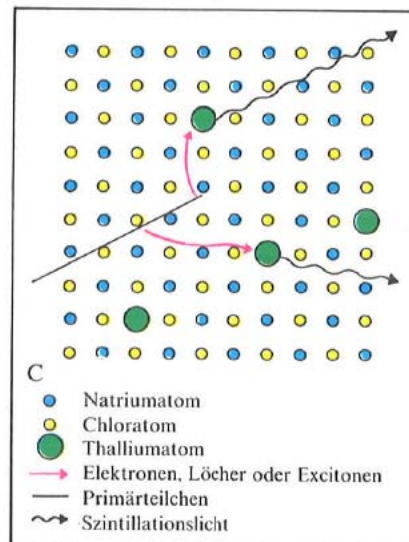 C
Natriumatom
Chloratom
Thalliumatom
Elektronen, Löcher oder Excitonen
Primärteilchen
Szintillationslicht